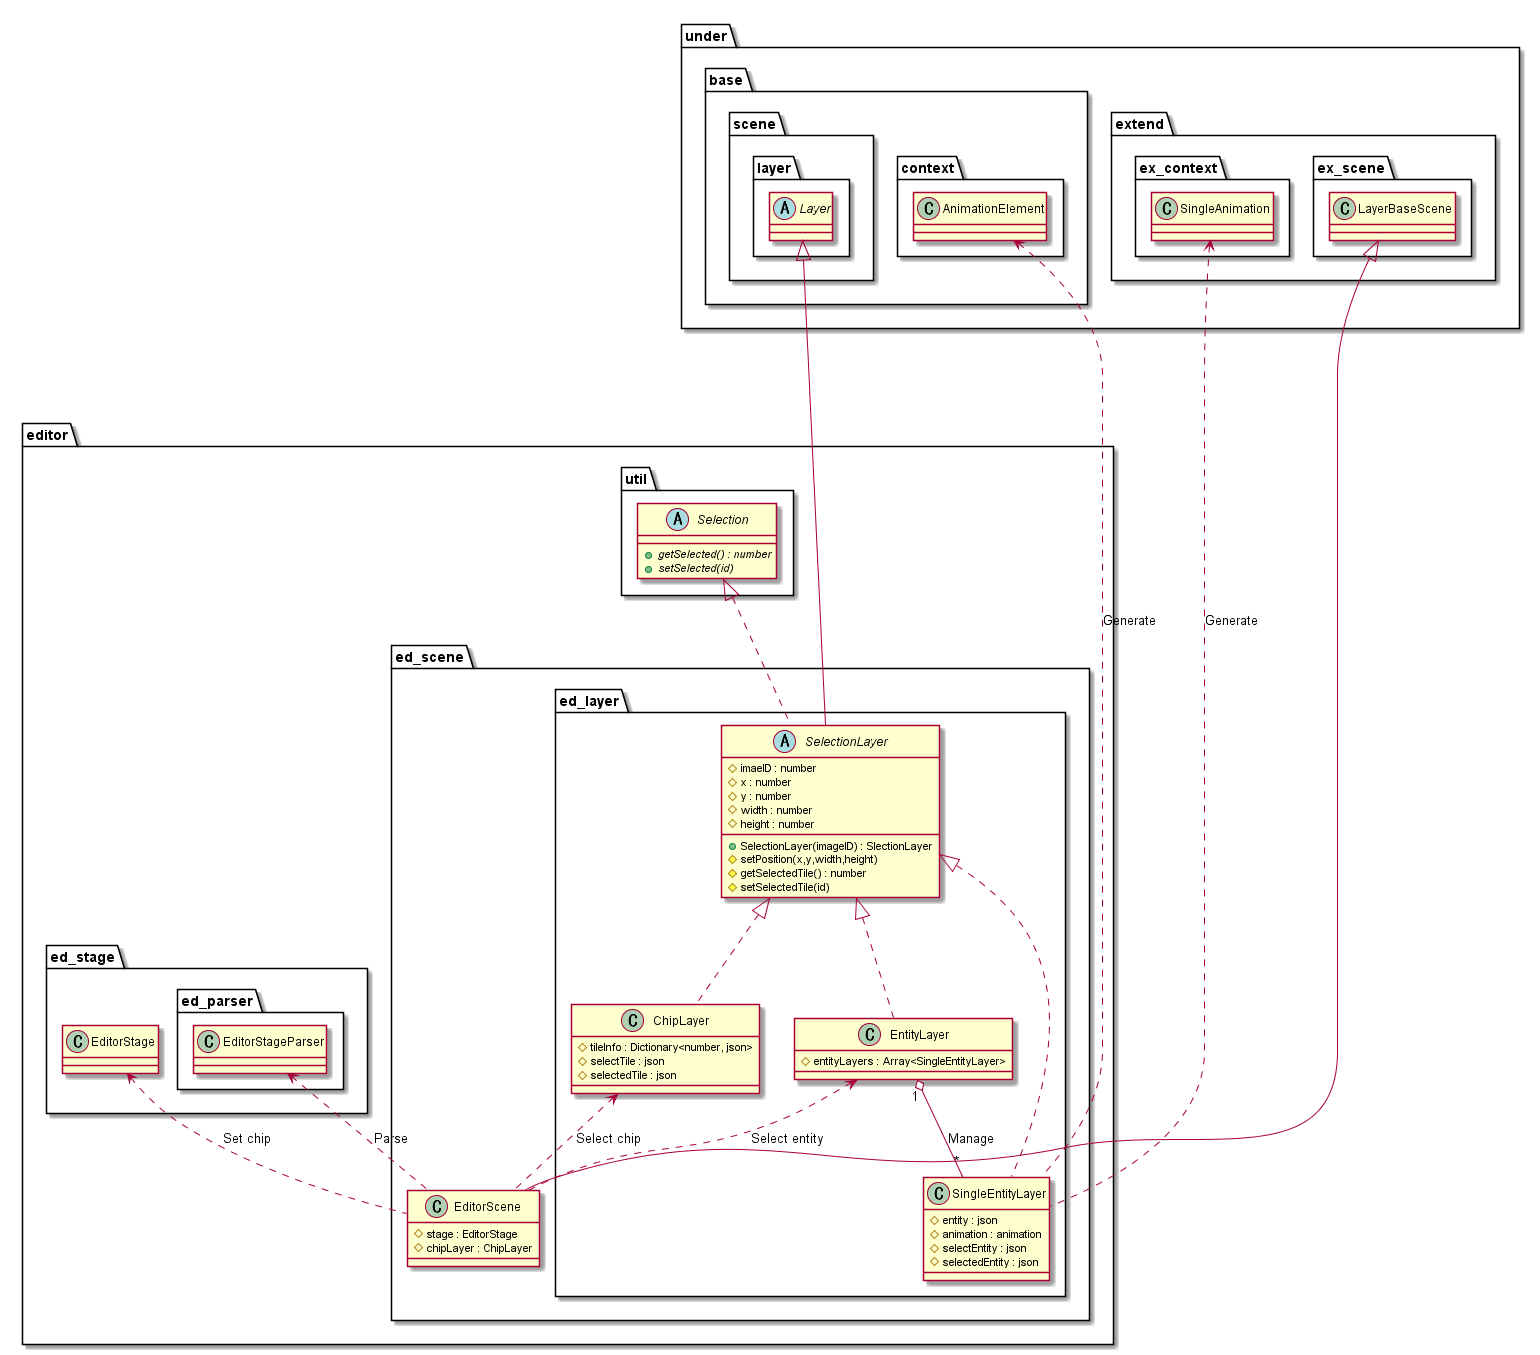 under
base
extend
scene
layer
context
ex_context
ex_scene
A Layer
C AnimationElement
C SingleAnimation
C LayerBaseScene
editor
util
A Selection
getSelected() : number
setSelected(id)
Generate
Generate
ed_scene
ed_layer
A SelectionLayer
imaeID : number
x : number
y : number
width : number
height : number
SelectionLayer(imageID) : SlectionLayer
setPosition(x,y,width,height)
getSelectedTile() : number
setSelectedTile(id)
ed_stage
ed_parser
C EditorStage
C EditorStageParser
C ChipLayer
tileInfo : Dictionary<number, json>
selectTile : json
selectedTile : json
C EntityLayer
entityLayers : Array<SingleEntityLayer>
1
Set chip
Parse
Select chip
Select entity
Manage
*
C EditorScene
stage : EditorStage
chipLayer : ChipLayer
C SingleEntityLayer
entity : json
animation : animation
selectEntity : json
selectedEntity : json